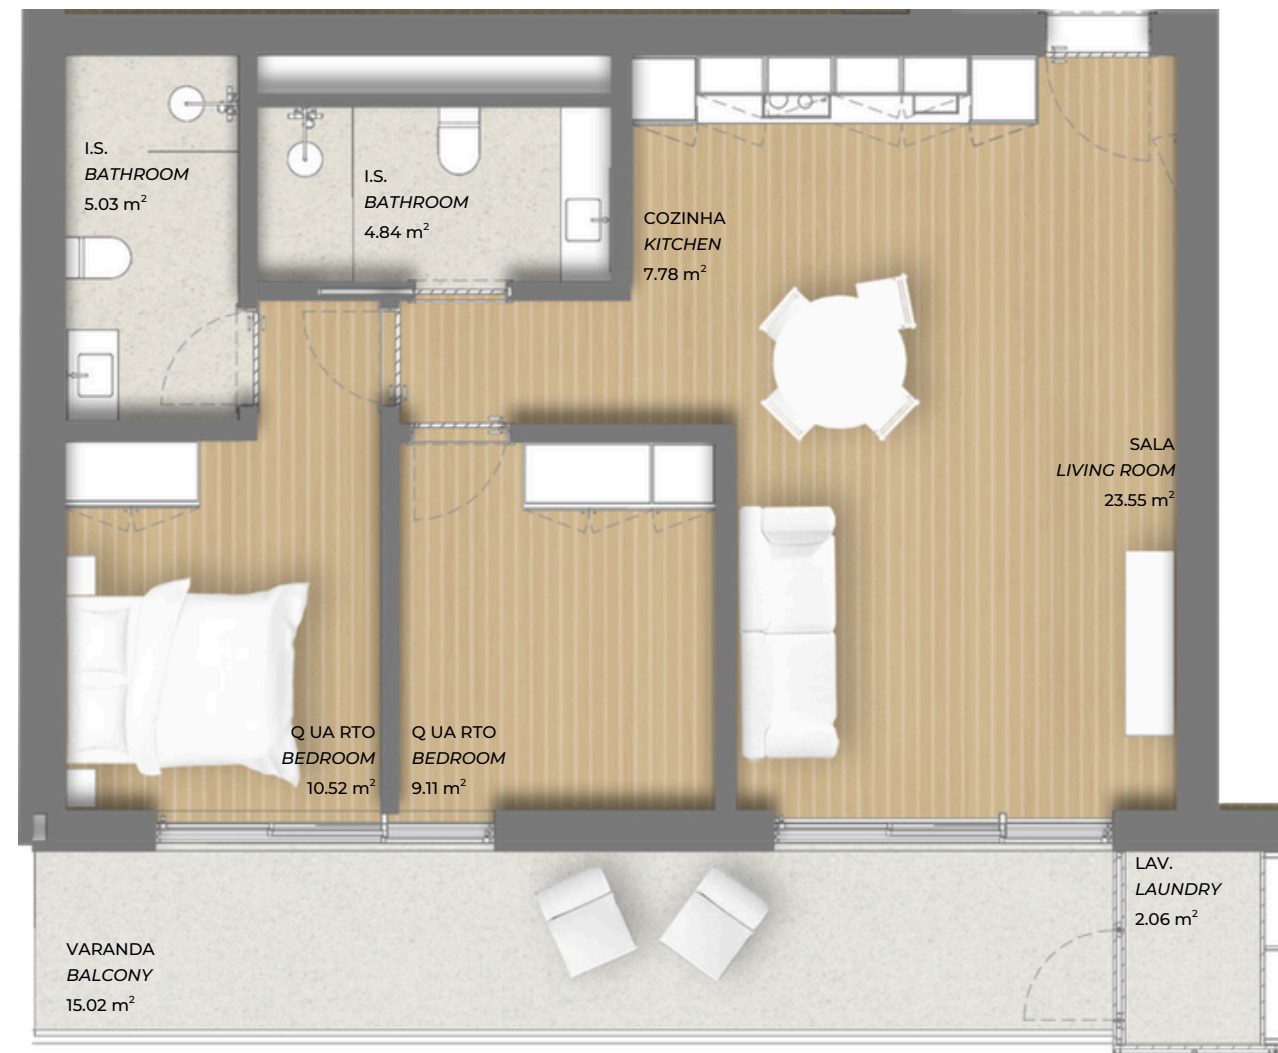 I.S.
BATHROOM
5.03 m²
I.S.
BATHROOM
4.84 m²
COZINHA
KITCHEN
7.78 m²
SALA
LIVING ROOM
23.55 m²
Q UA RTO
BEDROOM
10.52 m²
Q UA RTO
BEDROOM
9.11 m²
LAV.
LAUNDRY
2.06 m²
VARANDA
BALCONY
15.02 m²